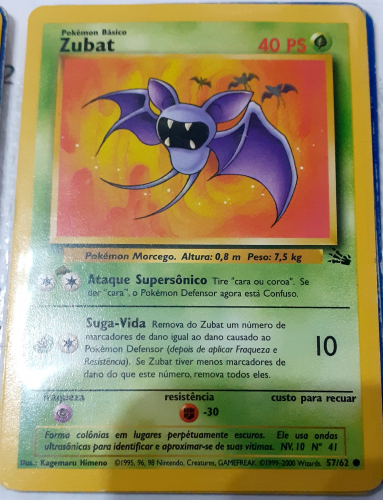 Pokémon Básico
Zubat
40 PS
Pokémon Morcego. Altura: 0,8 m Peso: 7,5 kg
Ataque Supersônico Tire "cara ou coroa". Se
der "cara", o Pokémon Defensor agora está Confuso.
Suga-Vida Remova do Zubat um número de
marcadores de dano igual ao dano causado ao
Pokémon Defensor (depois de aplicar Fraqueza e
Resistência). Se Zubat tiver menos marcadores de
dano do que este número, remova todos eles.
10
fraqueza resistência custo para recuar
-30
Forma colônias em lugares perpétuamente escuros. Ele usa ondas
ultrasônicas para identificar e aproximar-se de suas vítimas. NV. 10 Nº 41
Ilus.: Kagemaru Himeno ©1995, 96, 98 Nintendo, Creatures, GAMEFREAK. ©1999-2000 Wizards. 57/62